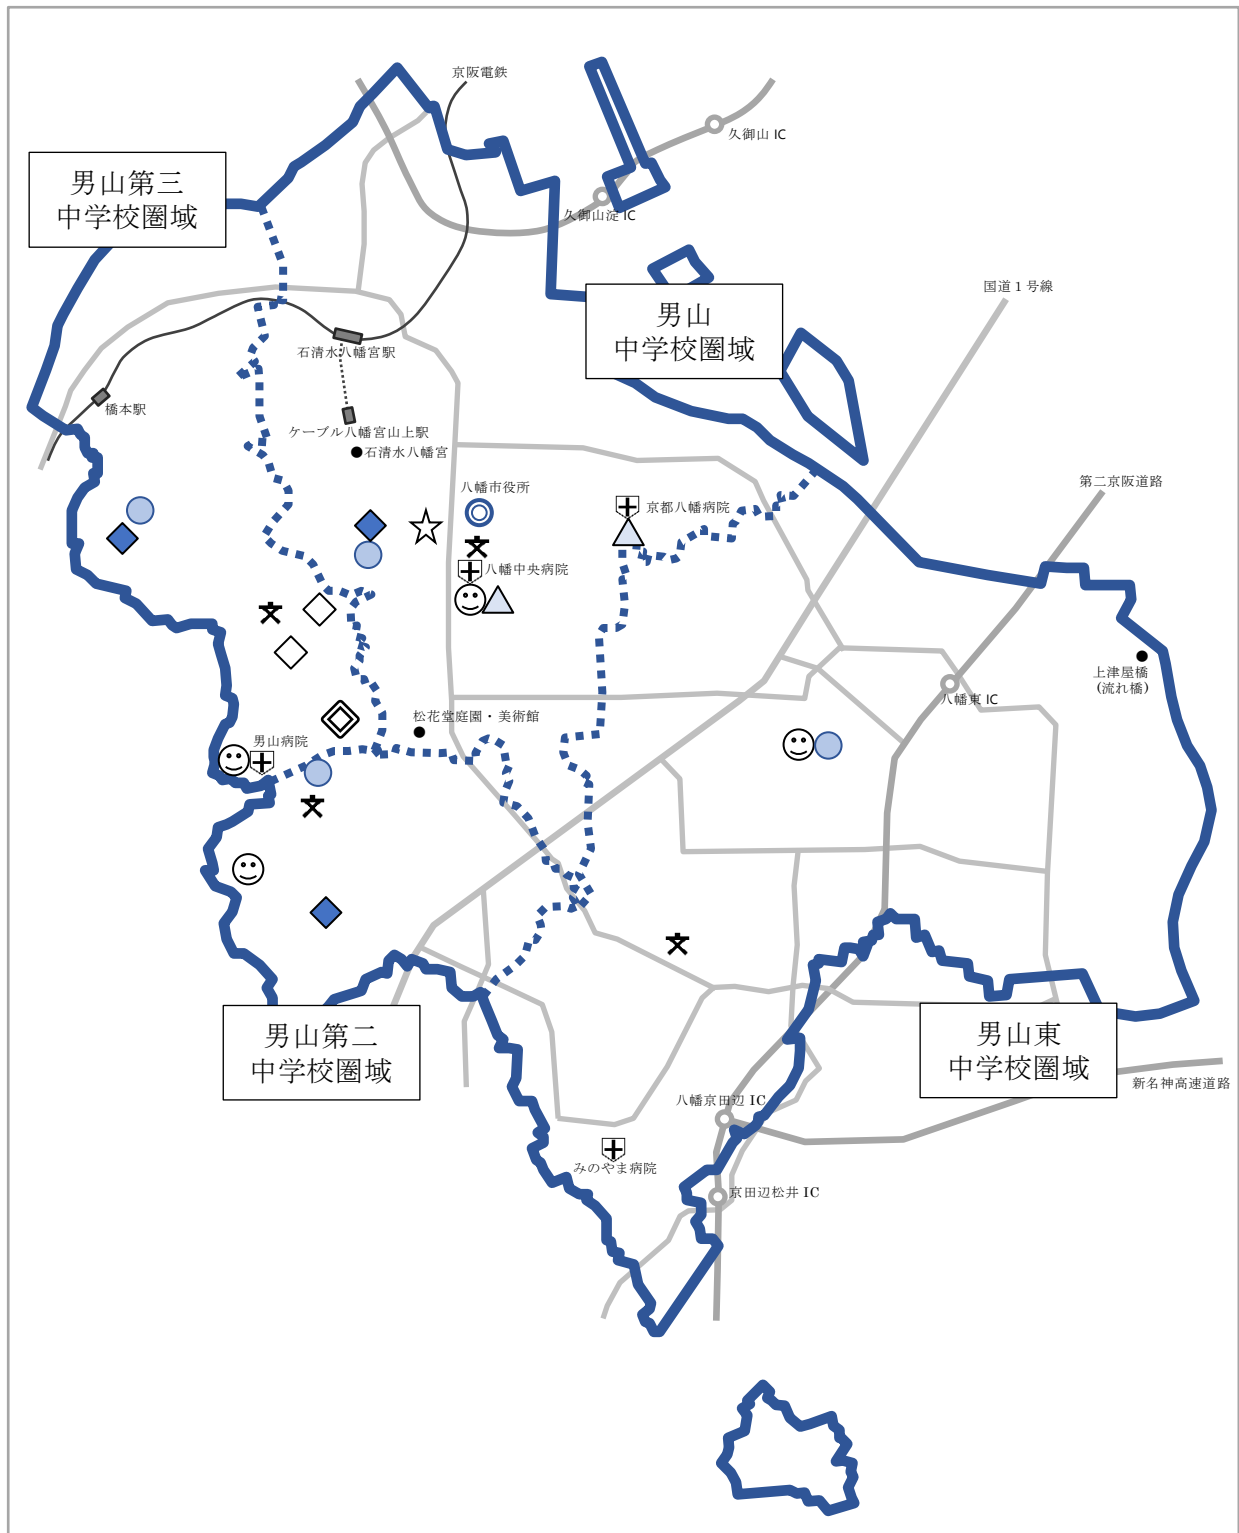 京阪電鉄
久御山 IC
男山第三
中学校圏域
久御山淀 IC
国道１号線
男山
中学校圏域
石清水八幡宮駅
橋本駅
ケーブル八幡宮山上駅
石清水八幡宮
第二京阪道路
八幡市役所
京都八幡病院
八幡中央病院
上津屋橋
(流れ橋)
八幡東 IC
松花堂庭園・美術館
男山病院
男山第二
中学校圏域
男山東
中学校圏域
新名神高速道路
八幡京田辺 IC
みのやま病院
京田辺松井 IC